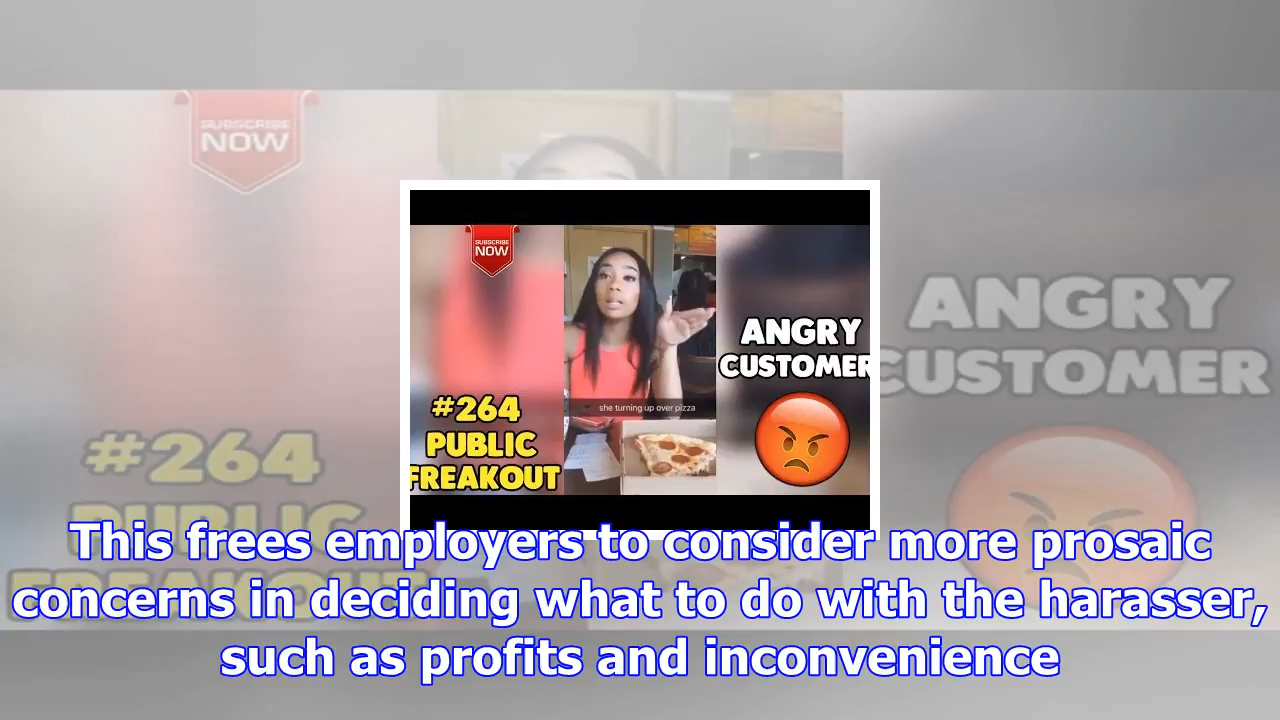 SUBSCRIBE
NOW
SUBSCRIBE
NOW
ANGRY
CUSTOMER
ANGRY
CUSTOMER
she turning up over pizza
#264
PUBLIC
FREAKOUT
#264
PUBLIC
FREAKOUT
This frees employers to consider more prosaic
concerns in deciding what to do with the harasser,
such as profits and inconvenience